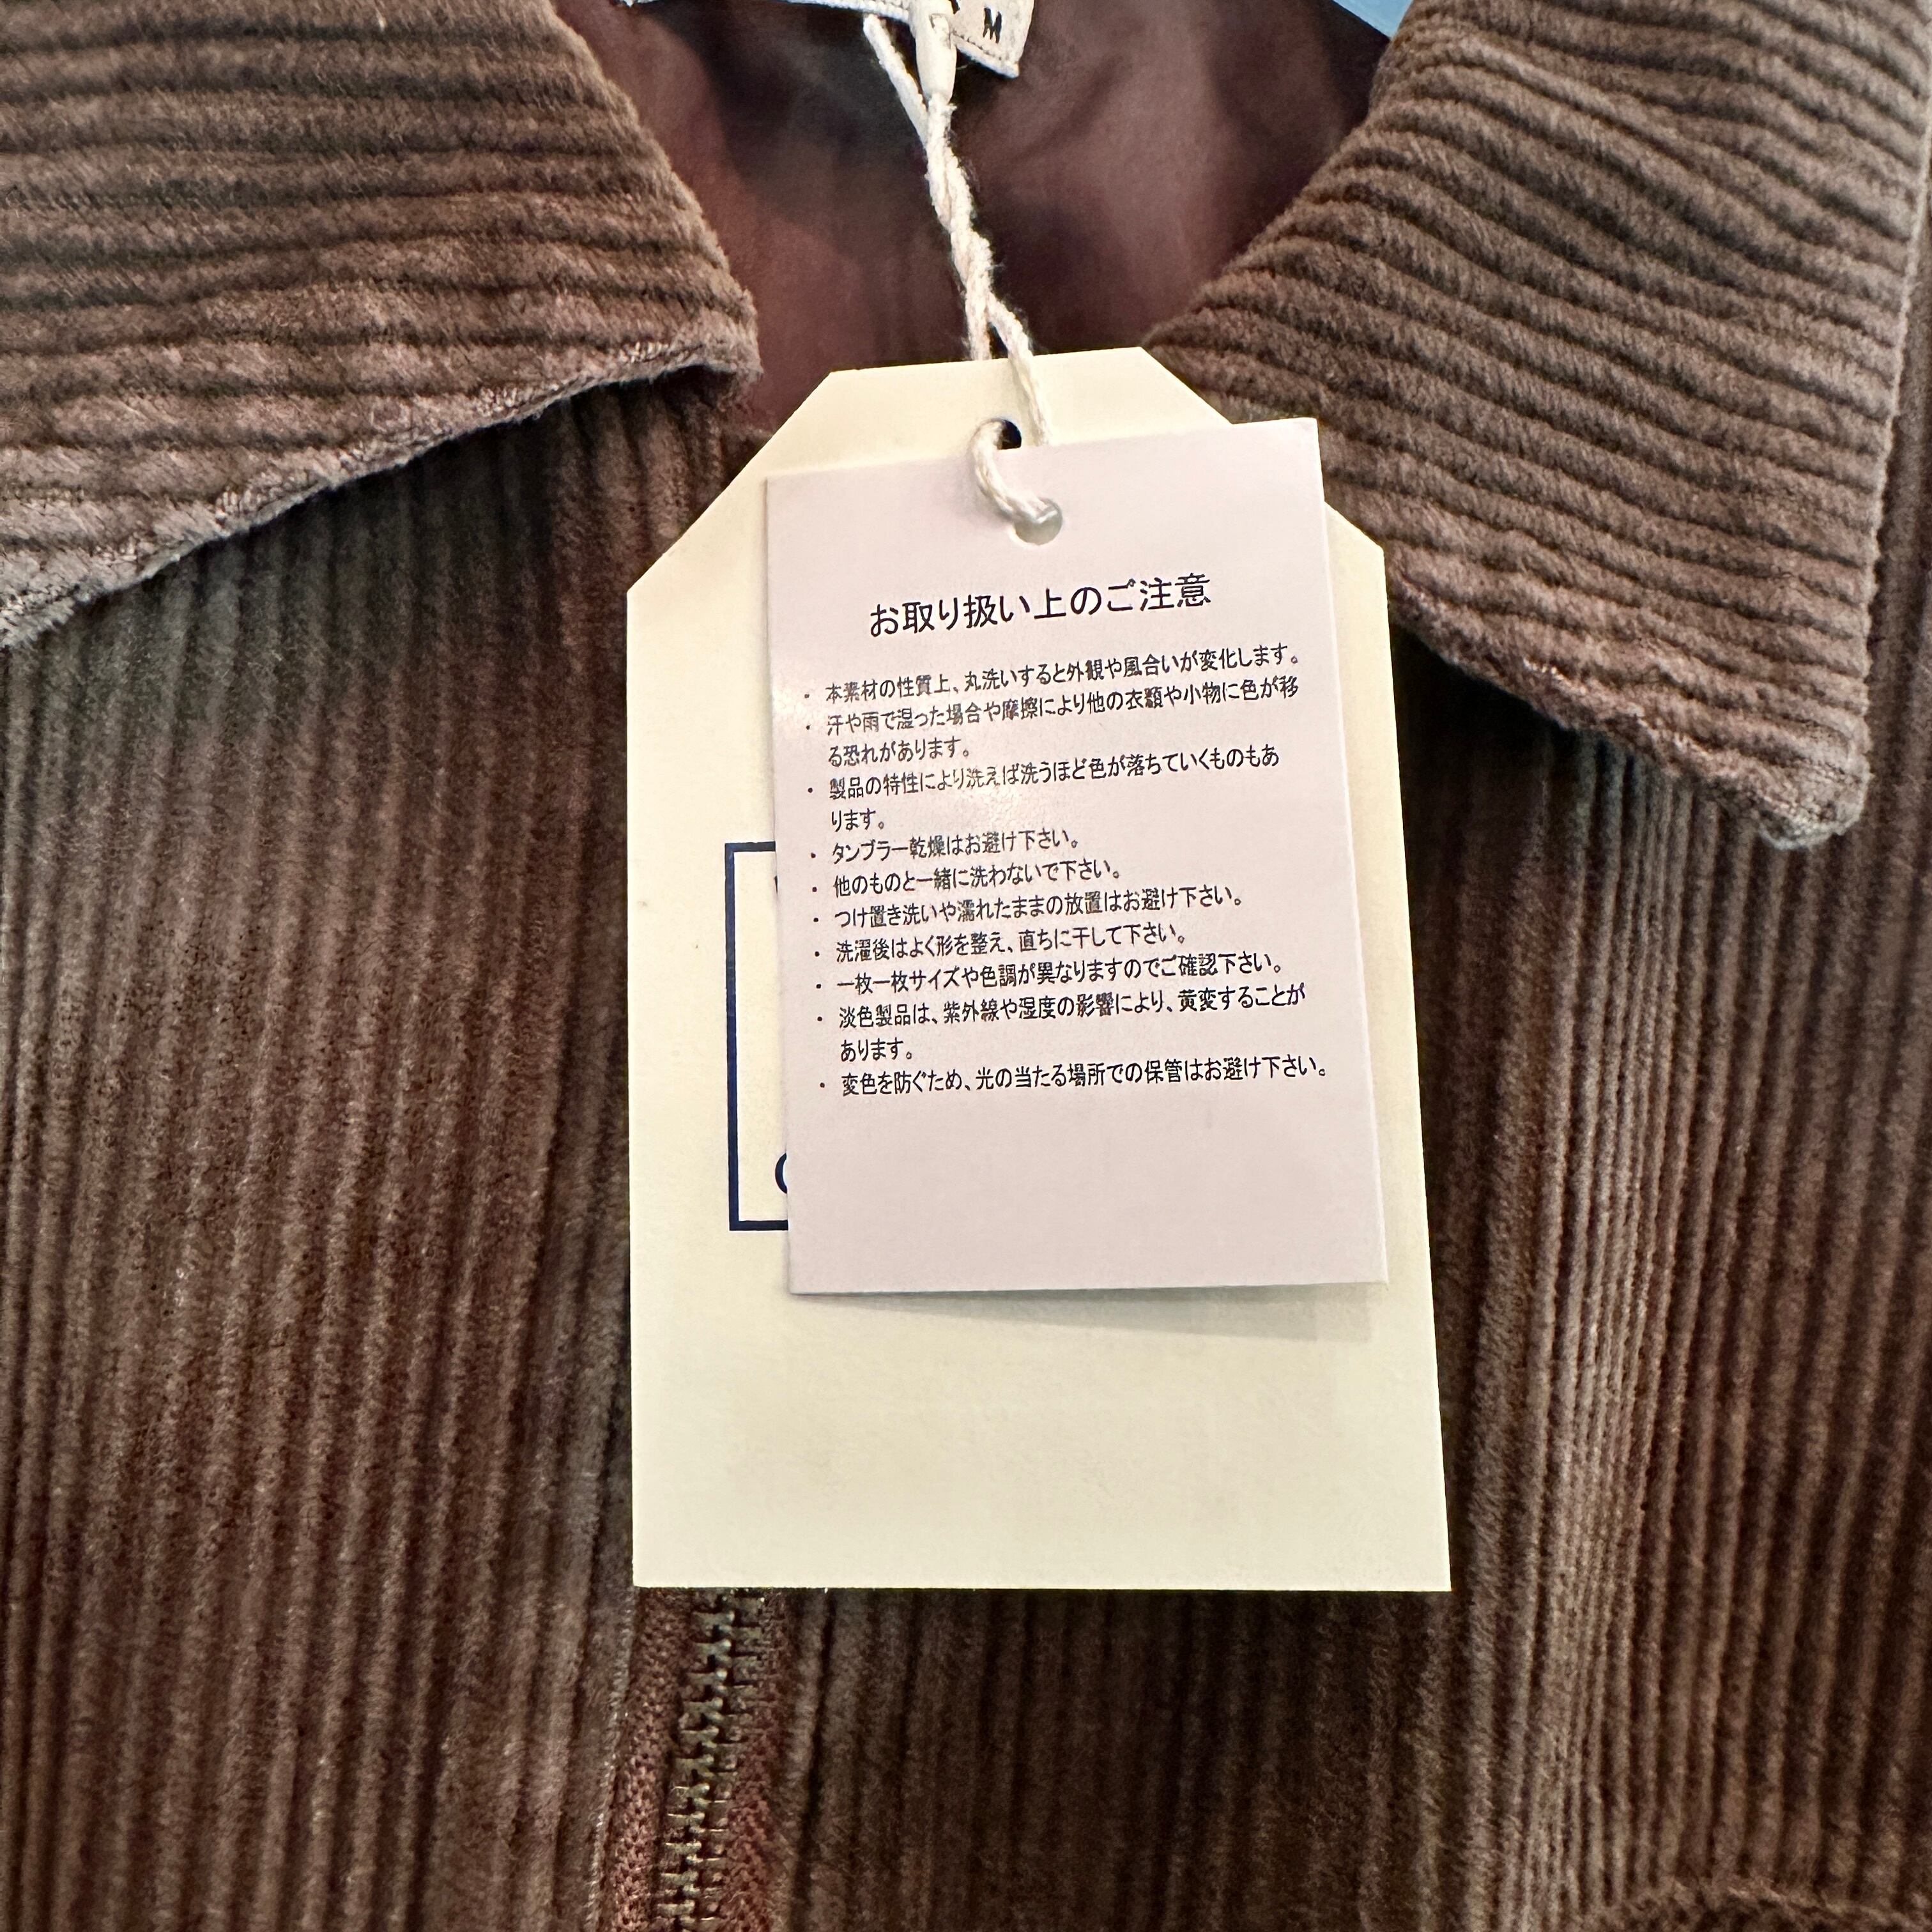 M
お取り扱い上のご注意
・ 本素材の性質上、丸洗いすると外観や風合いが変化します。
・ 汗や雨で湿った場合や摩擦により他の衣類や小物に色が移
る恐れがあります。
・ 製品の特性により洗えば洗うほど色が落ちていくものもあ
ります。
・ タンブラー乾燥はお避け下さい。
・ 他のものと一緒に洗わないで下さい。
・ つけ置き洗いや濡れたままの放置はお避け下さい。
・ 洗濯後はよく形を整え、直ちに干して下さい。
・ 一枚一枚サイズや色調が異なりますのでご確認下さい。
・ 淡色製品は、紫外線や湿度の影響により、黄変することが
あります。
・ 変色を防ぐため、光の当たる場所での保管はお避け下さい。